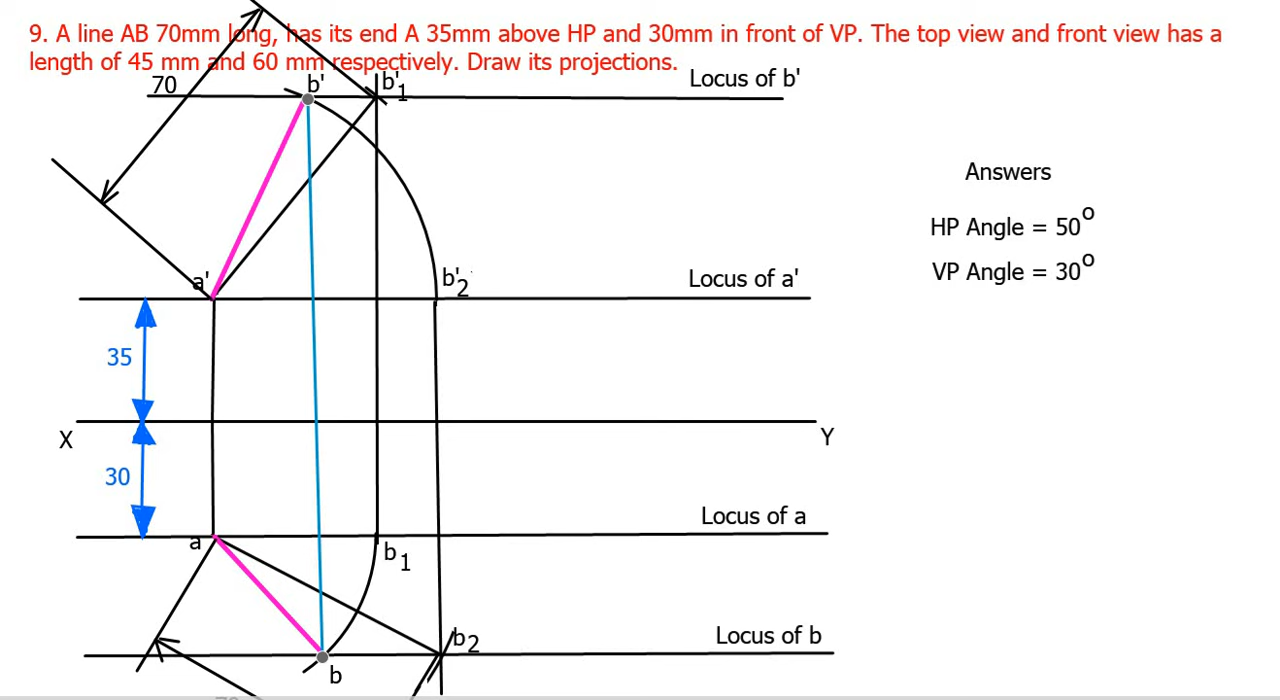 9. A line AB 70mm long, has its end A 35mm above HP and 30mm in front of VP. The top view and front view has a
length of 45 mm and 60 mm respectively. Draw its projections.
70
b'
b'1
Locus of b'
Answers
HP Angle = 50°
VP Angle = 30°
a'
b'2
Locus of a'
35
X
Y
30
a
b1
Locus of a
b2
Locus of b
b